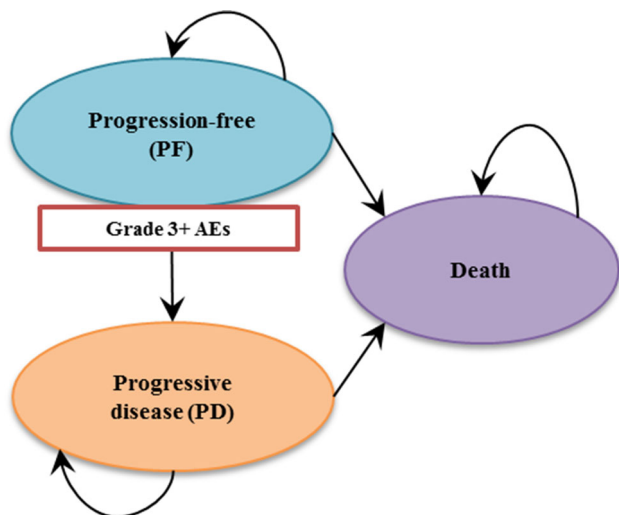 Progression-free
(PF)
Grade 3+ AEs
Death
Progressive
disease (PD)